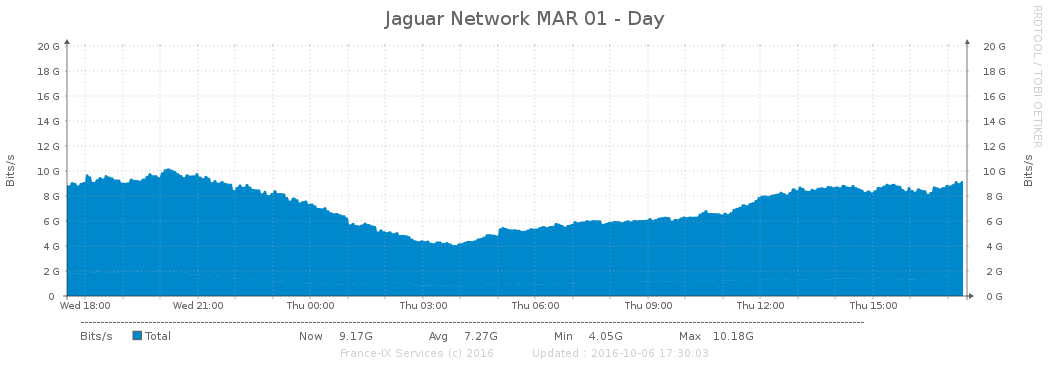 Jaguar Network MAR 01 - Day
RRDTOOL / TOBI OETIKER
Bits/s
20 G
18 G
16 G
14 G
12 G
10 G
8 G
6 G
4 G
2 G
0
20 G
18 G
16 G
14 G
12 G
10 G
8 G
6 G
4 G
2 G
0 G
Bits/s
Wed 18:00 Wed 21:00 Thu 00:00 Thu 03:00 Thu 06:00 Thu 09:00 Thu 12:00 Thu 15:00
Bits/s Total Now 9.17G Avg 7.27G Min 4.05G Max 10.18G
France-IX Services (c) 2016 Updated : 2016-10-06 17:30:03